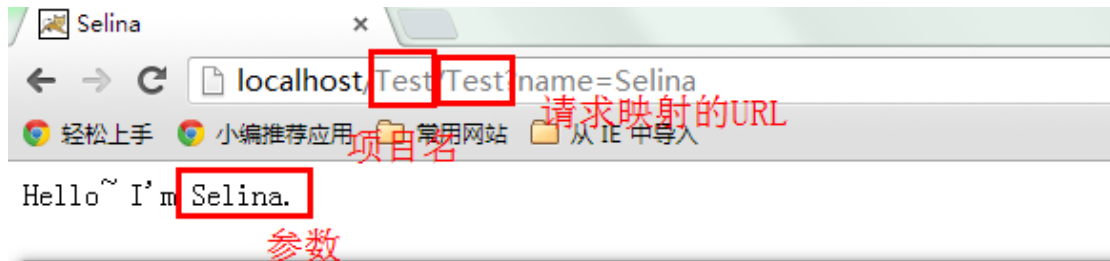 Selina ×
localhost/Test/Test?name=Selina
请求映射的URL
轻松上手 小编推荐应用 常用网站 从 IE 中导入
项目名
Hello~ I'm Selina.
参数